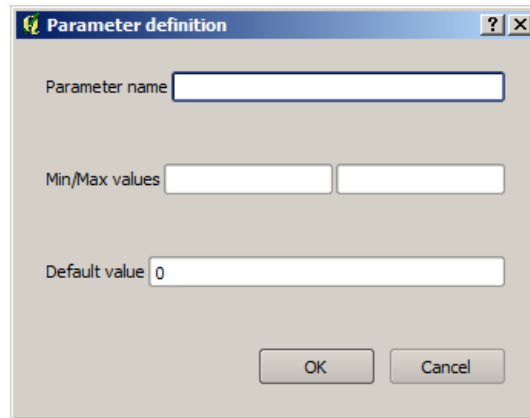 Parameter definition
Parameter name
Min/Max values
Default value 0
OK Cancel